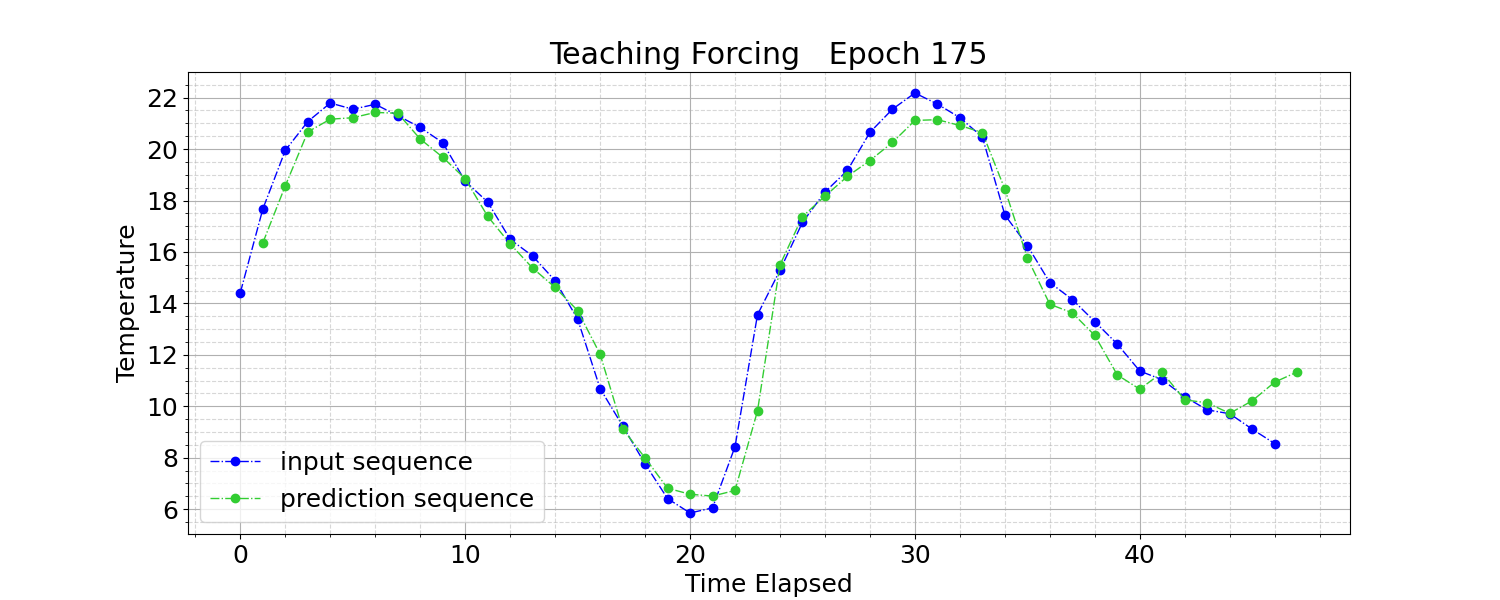 Teaching Forcing   Epoch 175
Temperature
22
20
18
16
14
12
10
8
6
input sequence
prediction sequence
0 10 20 30 40
Time Elapsed